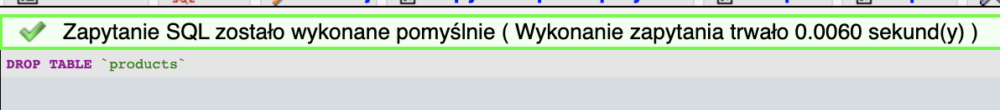 Zapytanie SQL zostało wykonane pomyślnie ( Wykonanie zapytania trwało 0.0060 sekund(y) )
DROP TABLE `products`